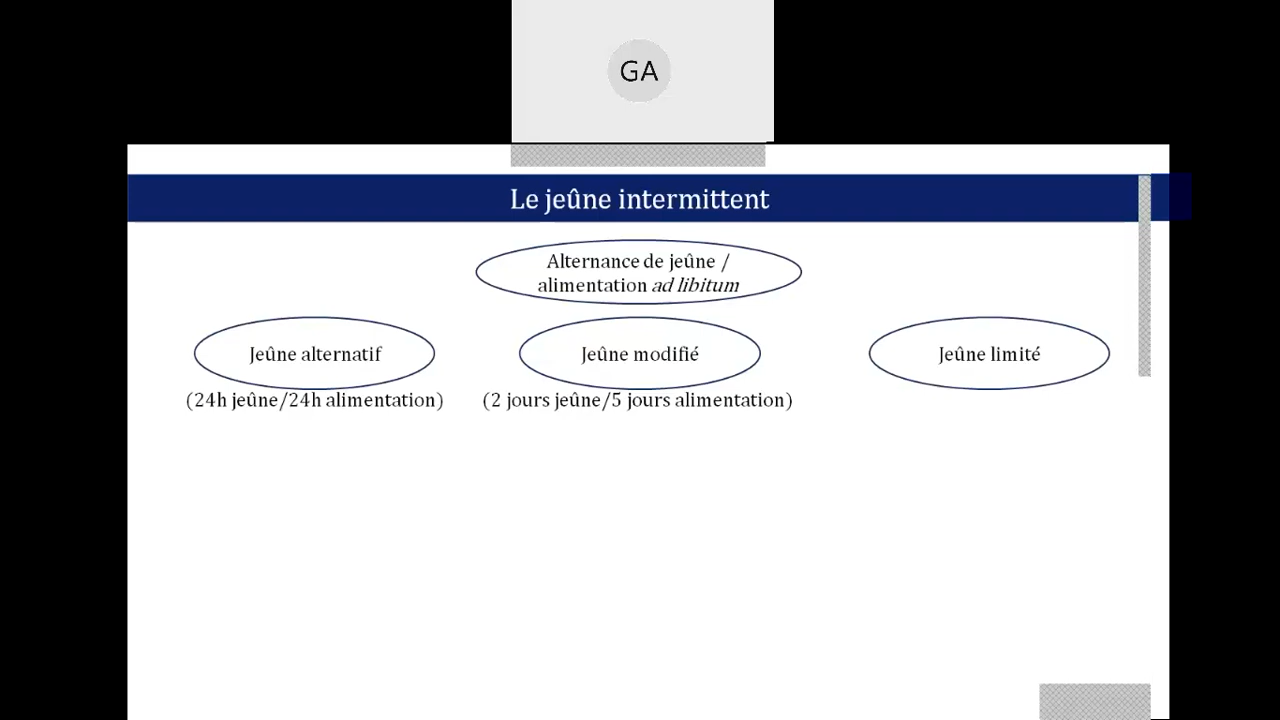 GA
Le jeûne intermittent
Alternance de jeûne /
alimentation ad libitum
Jeûne alternatif
Jeûne modifié
Jeûne limité
(24h jeûne/24h alimentation)
(2 jours jeûne/5 jours alimentation)